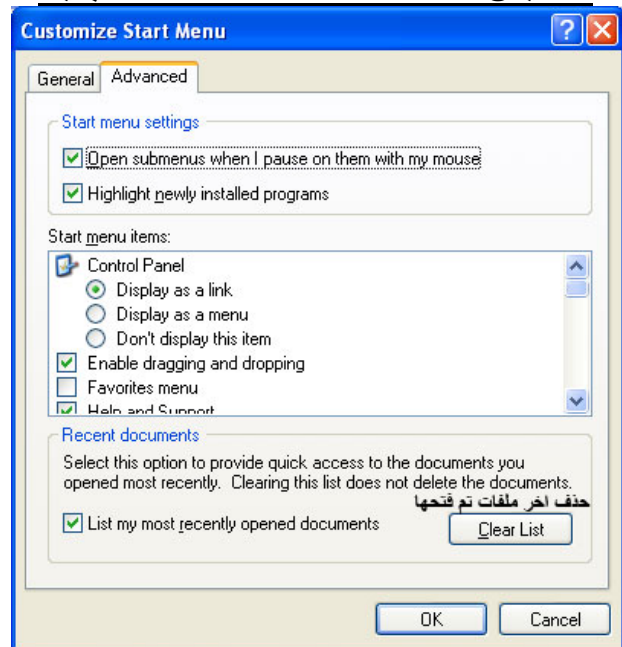 Customize Start Menu
General Advanced
Start menu settings
Open submenus when I pause on them with my mouse
Highlight newly installed programs
Start menu items:
Control Panel
Display as a link
Display as a menu
Don't display this item
Enable dragging and dropping
Favorites menu
Help and Support
Recent documents
Select this option to provide quick access to the documents you
opened most recently. Clearing this list does not delete the documents.
حذف اخر ملفات تم فتحها
List my most recently opened documents
Clear List
OK Cancel